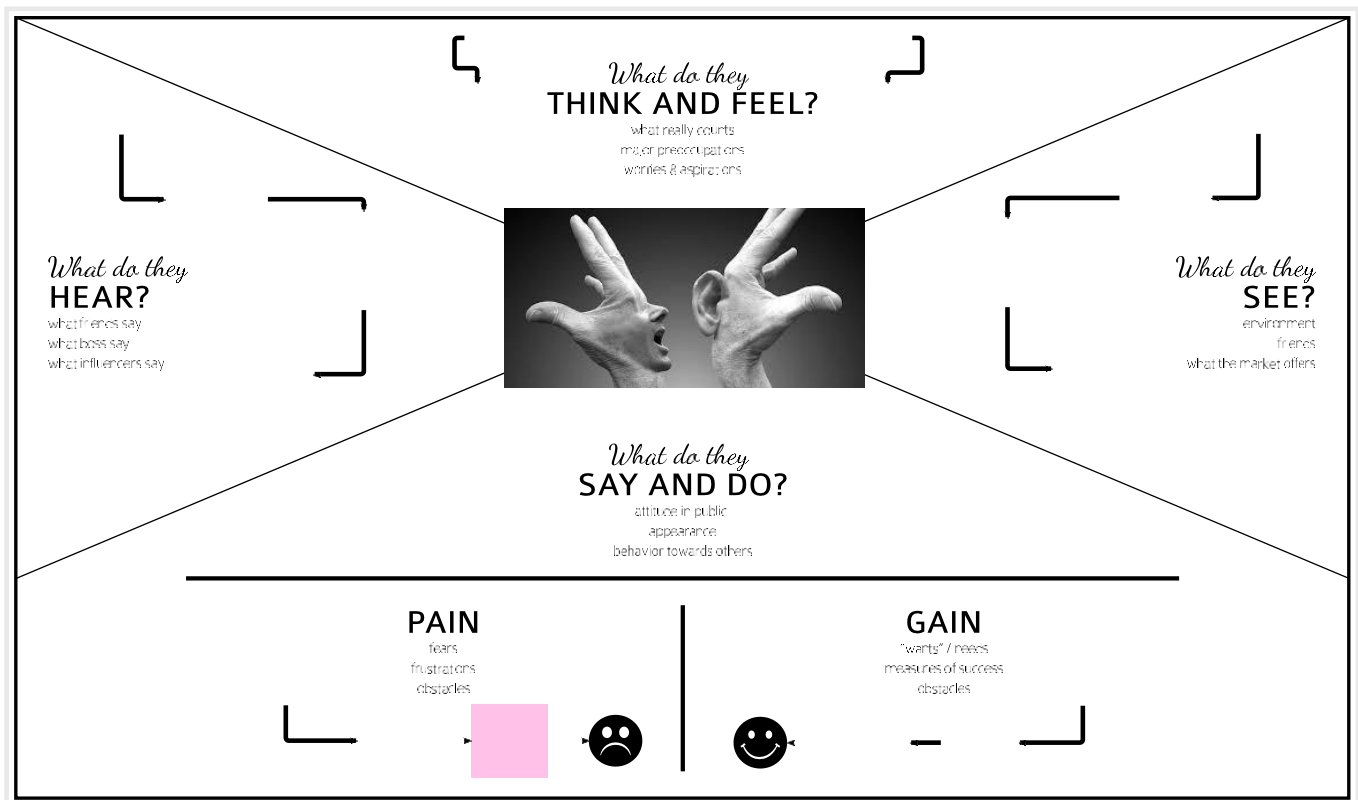 What do they
THINK AND FEEL?
what really counts
major preoccupations
worries & aspirations
What do they
HEAR?
what friends say
what boss say
what influencers say
What do they
SEE?
environment
friends
what the market offers
What do they
SAY AND DO?
attitude in public
appearance
behavior towards others
PAIN
fears
frustrations
obstacles
GAIN
"wants" / needs
measures of success
obstacles